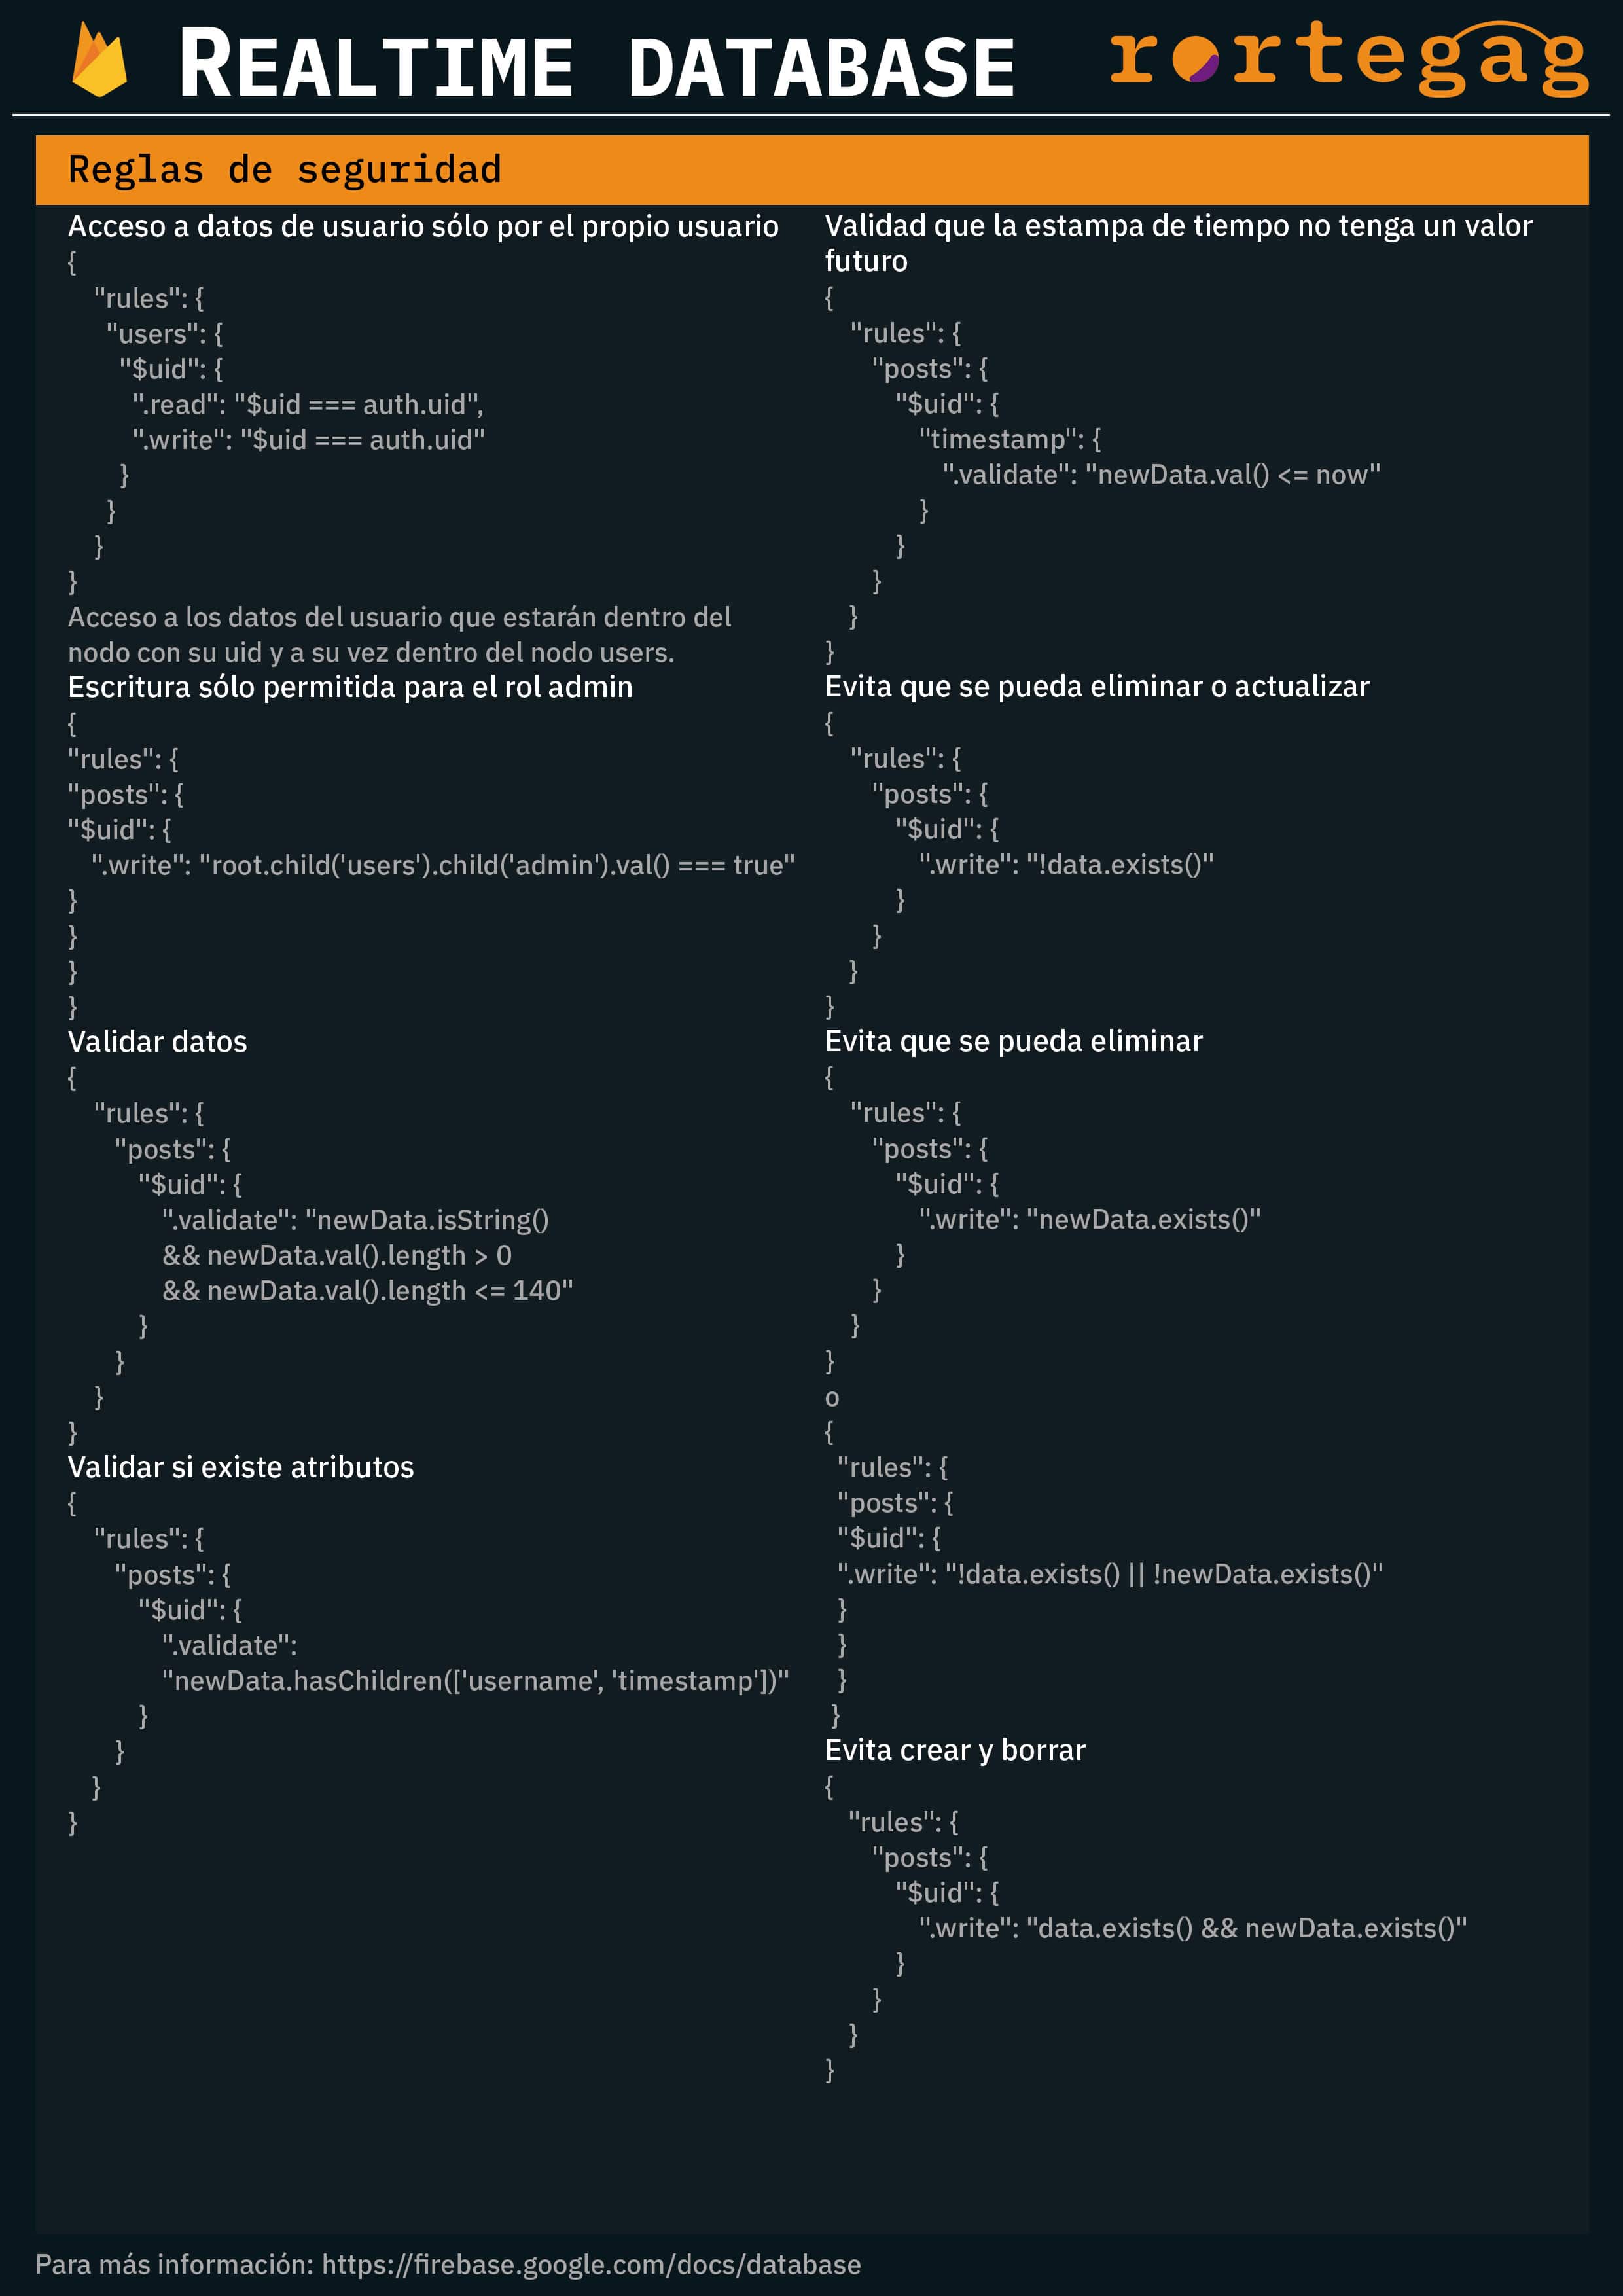 REALTIME DATABASE
rortegag
Reglas de seguridad
Acceso a datos de usuario sólo por el propio usuario
{
"rules": {
"users": {
"$uid": {
".read": "$uid === auth.uid",
".write": "$uid === auth.uid"
}
}
}
}
Acceso a los datos del usuario que estarán dentro del
nodo con su uid y a su vez dentro del nodo users.
Escritura sólo permitida para el rol admin
{
"rules": {
"posts": {
"$uid": {
".write": "root.child('users').child('admin').val() === true"
}
}
}
}
Validar datos
{
"rules": {
"posts": {
"$uid": {
".validate": "newData.isString()
&& newData.val().length > 0
&& newData.val().length <= 140"
}
}
}
}
Validar si existe atributos
{
"rules": {
"posts": {
"$uid": {
".validate":
"newData.hasChildren(['username', 'timestamp'])"
}
}
}
}
Validad que la estampa de tiempo no tenga un valor
futuro
{
"rules": {
"posts": {
"$uid": {
"timestamp": {
".validate": "newData.val() <= now"
}
}
}
}
}
Evita que se pueda eliminar o actualizar
{
"rules": {
"posts": {
"$uid": {
".write": "!data.exists()"
}
}
}
}
Evita que se pueda eliminar
{
"rules": {
"posts": {
"$uid": {
".write": "newData.exists()"
}
}
}
}
o
{
"rules": {
"posts": {
"$uid": {
".write": "!data.exists() || !newData.exists()"
}
}
}
}
Evita crear y borrar
{
"rules": {
"posts": {
"$uid": {
".write": "data.exists() && newData.exists()"
}
}
}
}
Para más información: https://firebase.google.com/docs/database